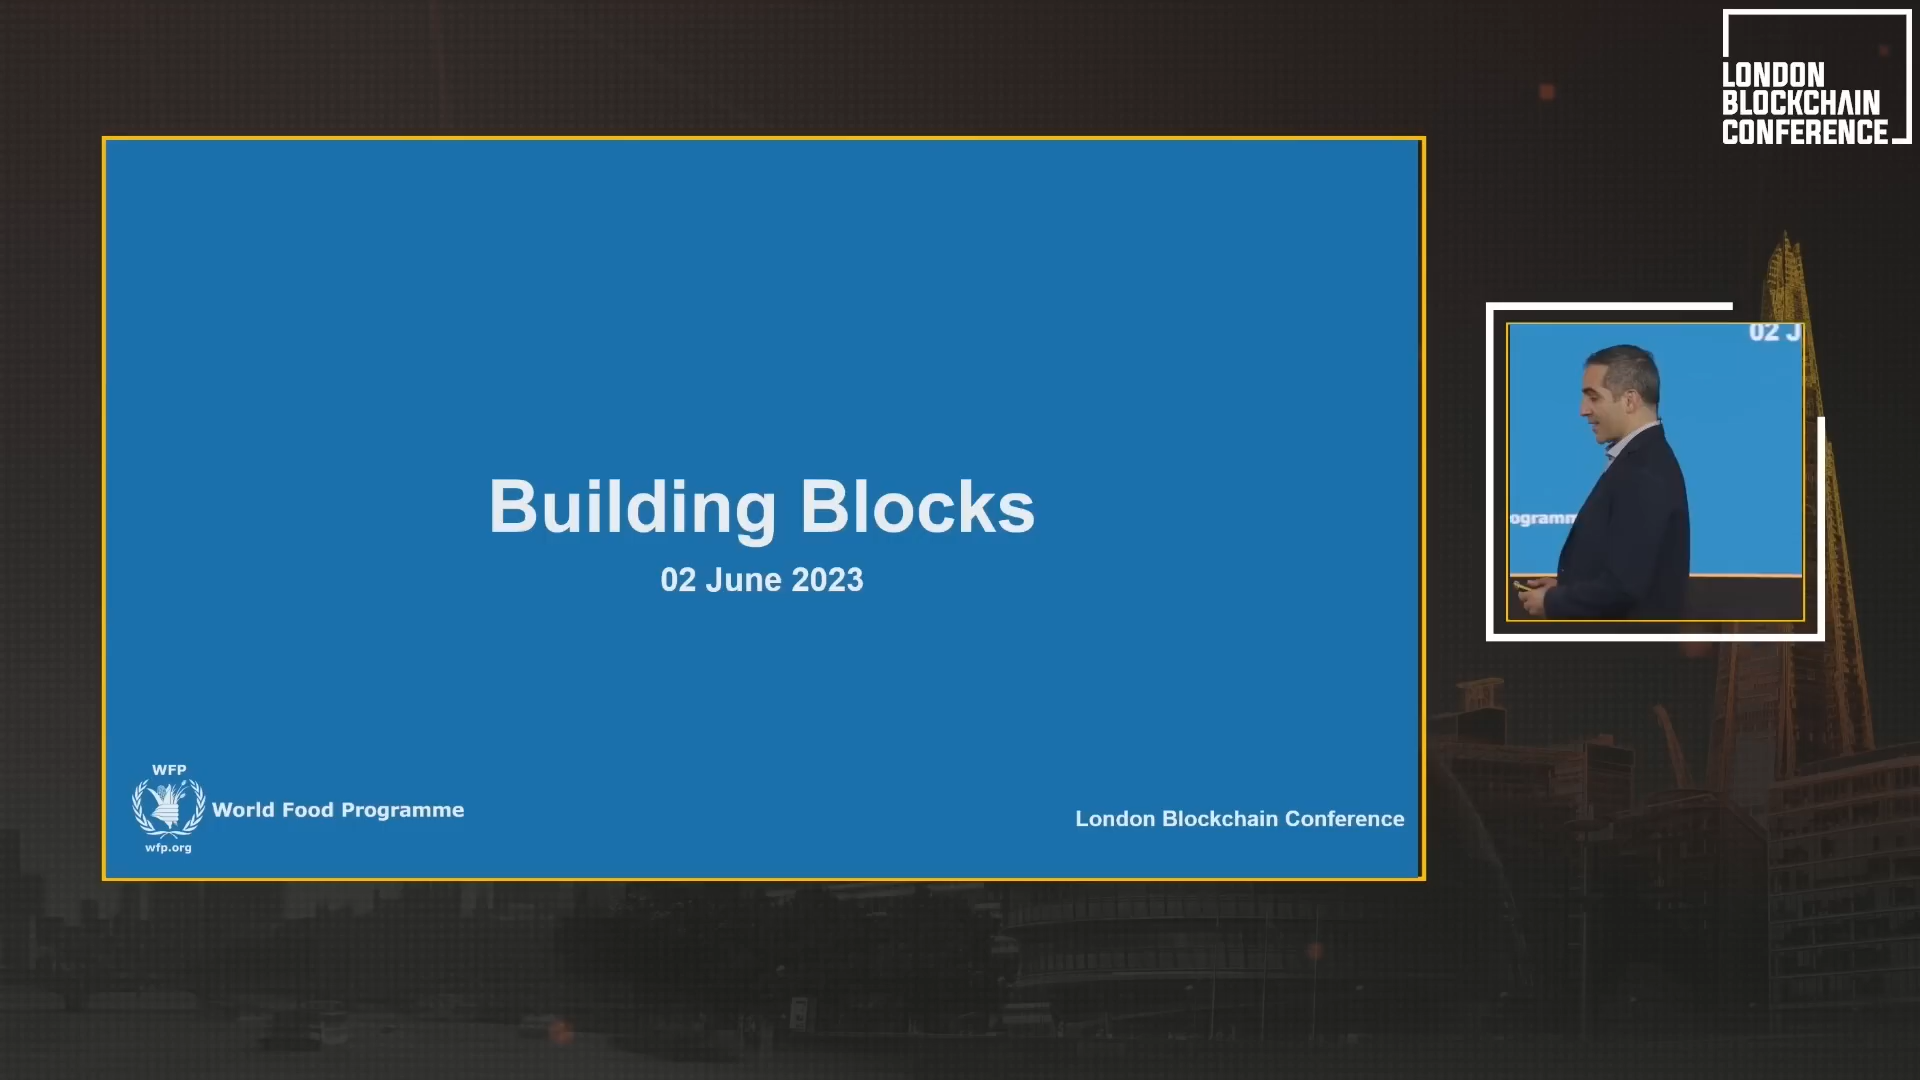 LONDON
BLOCKCHAIN
CONFERENCE
Building Blocks
02 June 2023
WFP
World Food Programme
wfp.org
London Blockchain Conference
02 J
ogramm